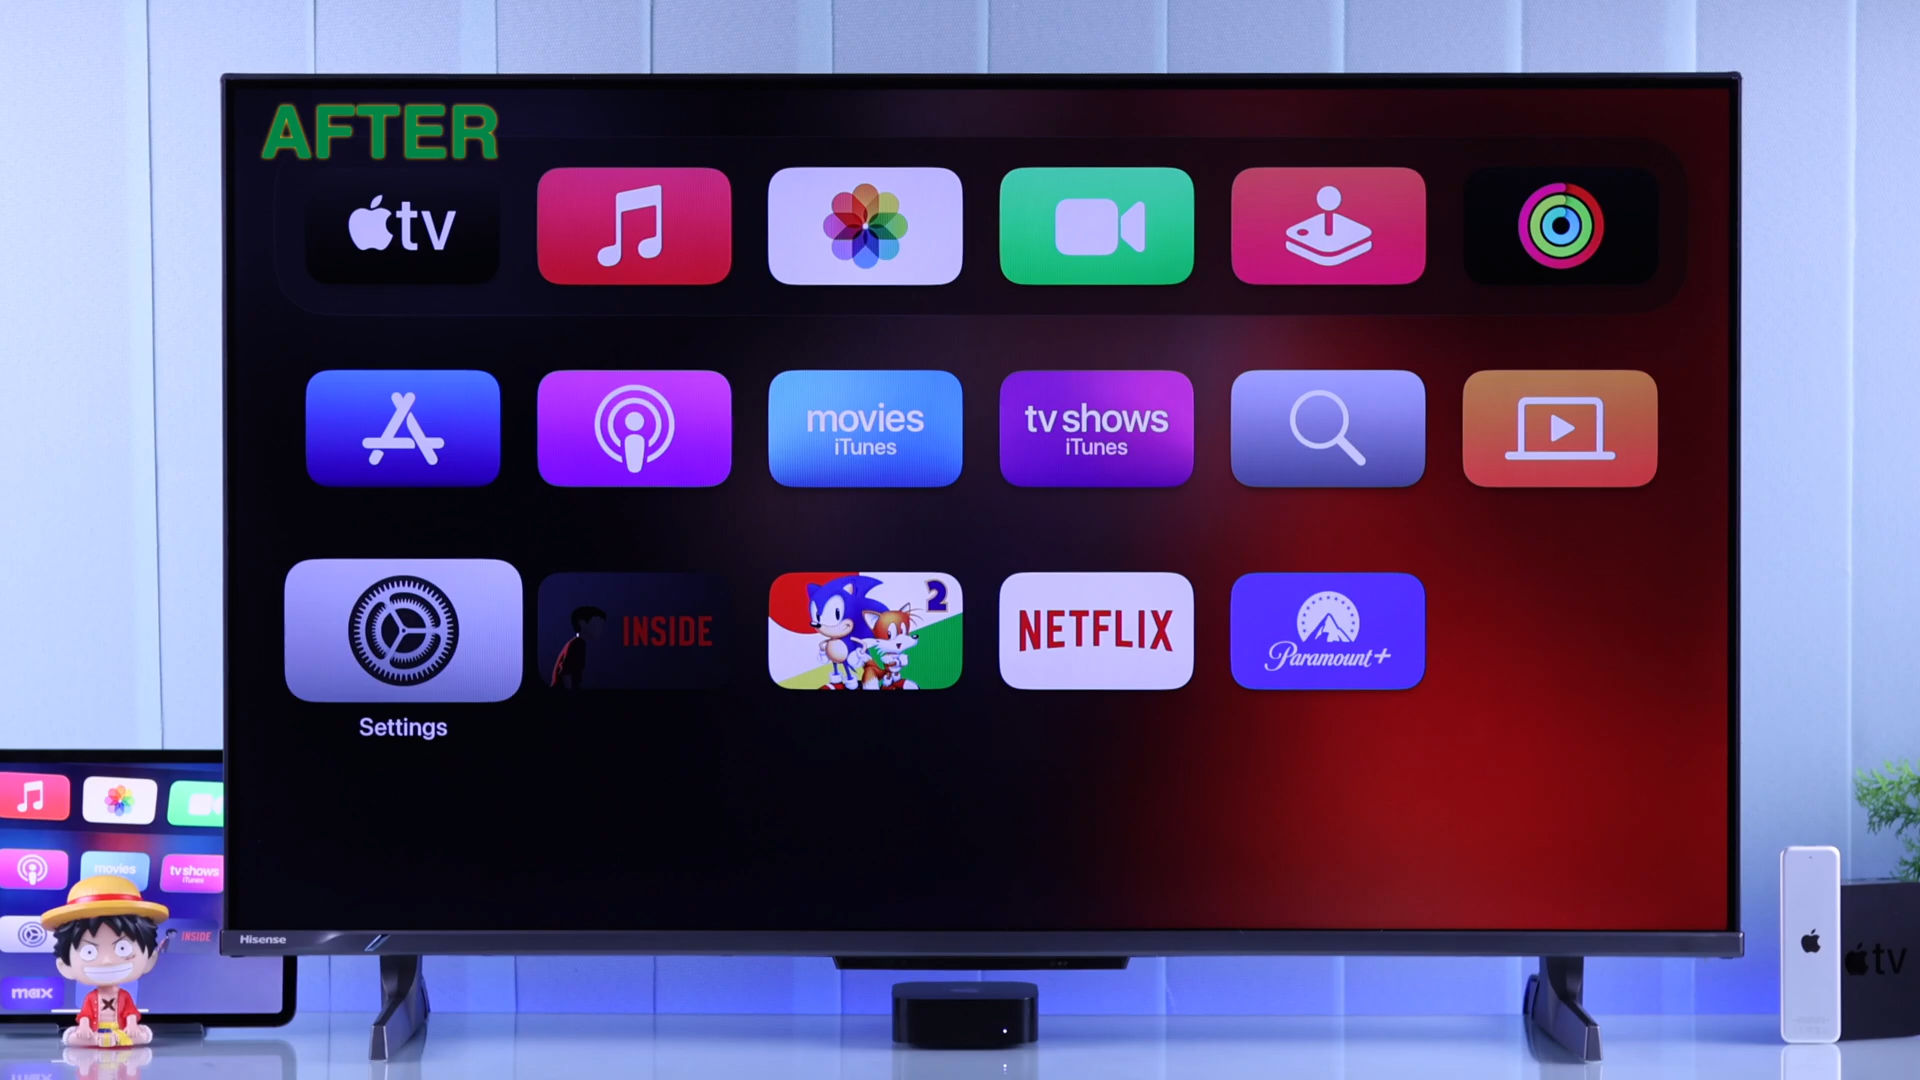 AFTER
tv
movies
iTunes
tv shows
iTunes
INSIDE
2
NETFLIX
Paramount+
Settings
movies
tv shows
iTunes
INSIDE
max
Hisense
tv